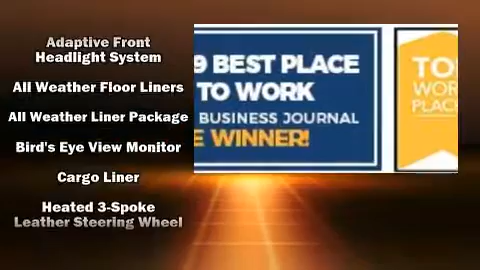 Adaptive Front
Headlight System
All Weather Floor Liners
All Weather Liner Package
Bird's Eye View Monitor
Cargo Liner
Heated 3-Spoke
Leather Steering Wheel
9 BEST PLACE
TO WORK
BUSINESS JOURNAL
E WINNER!
TO
WOR
PLAC